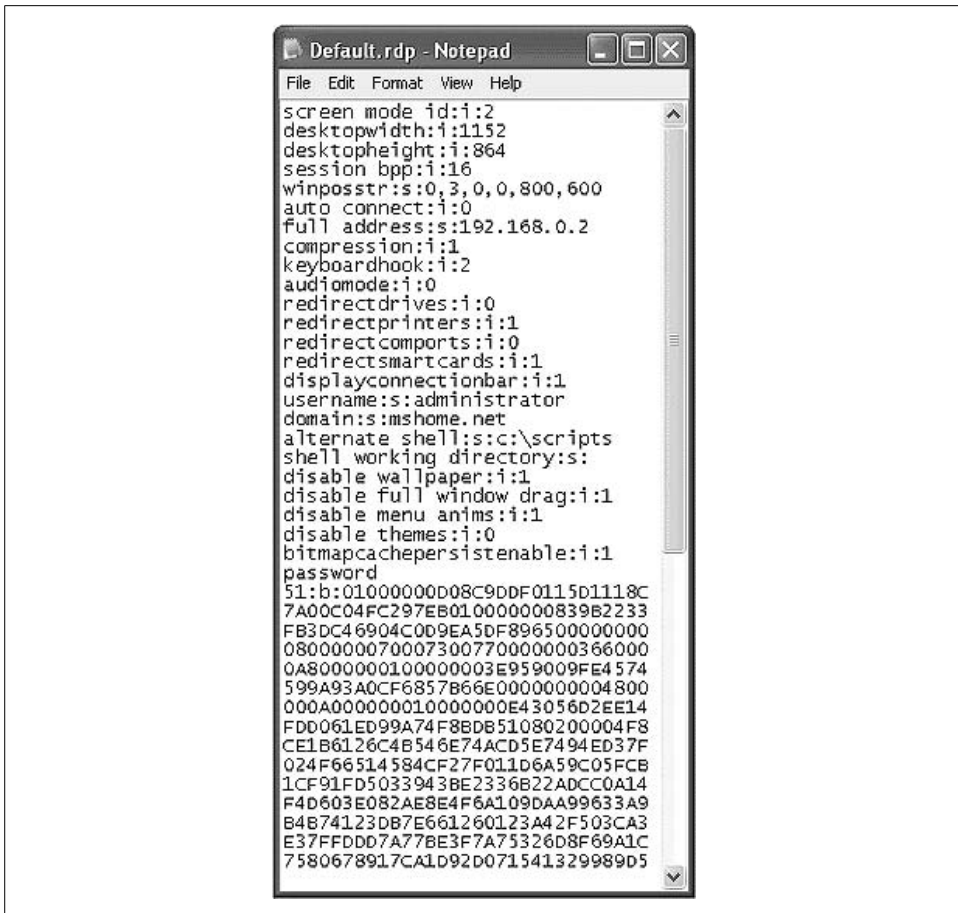 Default.rdp - Notepad
File Edit Format View Help
screen mode id:i:2
desktopwidth:i:1152
desktopheight:i:864
session bpp:i:16
winposstr:s:0,3,0,0,800,600
auto connect:i:0
full address:s:192.168.0.2
compression:i:1
keyboardhook:i:2
audiomode:i:0
redirectdrives:i:0
redirectprinters:i:1
redirectcomports:i:0
redirectsmartcards:i:1
displayconnectionbar:i:1
username:s:administrator
domain:s:mshome.net
alternate shell:s:c:\scripts
shell working directory:s:
disable wallpaper:i:1
disable full window drag:i:1
disable menu anims:i:1
disable themes:i:0
bitmapcachepersistenable:i:1
password
51:b:01000000D08C9DDF0115D1118C
7A00C04FC297EB010000000839B2233
FB3DC46904C0D9EA5DF896500000000
0800000070007300770000000366000
0A8000000100000003E959009FE4574
599A93A0CF6857B66E0000000004800
000A000000010000000E43056D2EE14
FDD061ED99A74F8BDB51080200004F8
CE1B6126C4B546E74ACD5E7494ED37F
024F66514584CF27F011D6A59C05FCB
1CF91FD5033943BE2336B22ADCC0A14
F4D603E082AE8E4F6A109DAA99633A9
B4B74123DB7E661260123A42F503CA3
E37FFDDD7A77BE3F7A75326D8F69A1C
7580678917CA1D92D071541329989D5